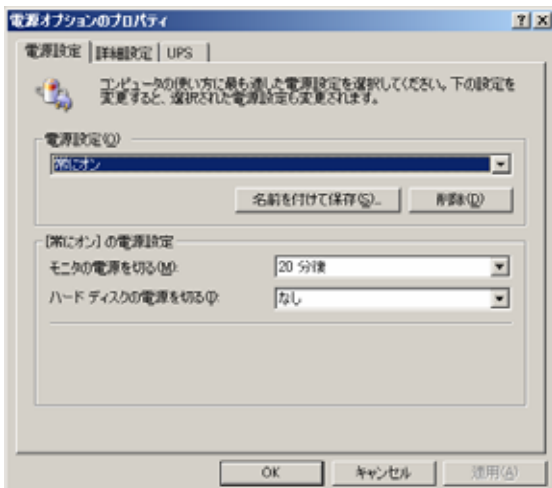 電源オプションのプロパティ
電源設定 詳細設定 UPS
コンピュータの使い方に最も適した電源設定を選択してください。下の設定を
変更すると、選択された電源設定も変更されます。
電源設定(O)
常にオン
名前を付けて保存(S)... 削除(D)
[常にオン] の電源設定
モニタの電源を切る(M): 20 分後
ハード ディスクの電源を切る(I): なし
OK キャンセル 適用(A)